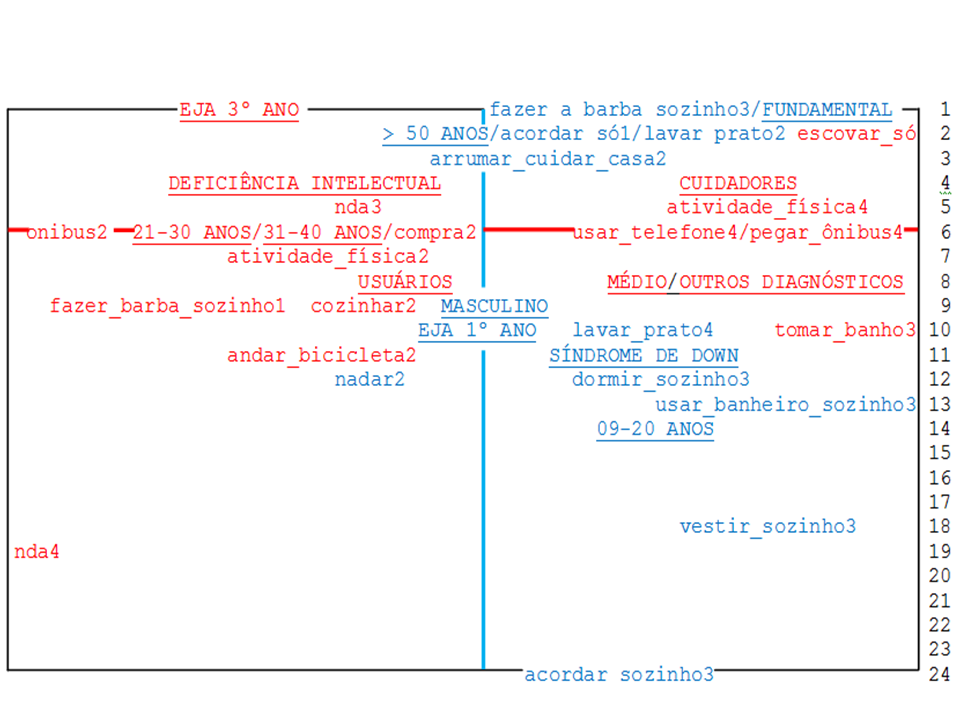 EJA 3º ANO fazer a barba sozinho3/FUNDAMENTAL 1
> 50 ANOS/acordar só1/lavar prato2 escovar_só 2
arrumar_cuidar_casa2 3
DEFICIÊNCIA INTELECTUAL CUIDADORES 4
nda3 atividade_física4 5
onibus2 21-30 ANOS/31-40 ANOS/compra2 usar_telefone4/pegar_ônibus4 6
atividade_física2 7
USUÁRIOS MÉDIO/OUTROS DIAGNÓSTICOS 8
fazer_barba_sozinho1 cozinhar2 MASCULINO 9
EJA 1º ANO lavar_prato4 tomar_banho3 10
andar_bicicleta2 SÍNDROME DE DOWN 11
nadar2 dormir_sozinho3 12
usar_banheiro_sozinho3 13
09-20 ANOS 14
15
16
17
vestir_sozinho3 18
nda4 19
20
21
22
23
acordar sozinho3 24